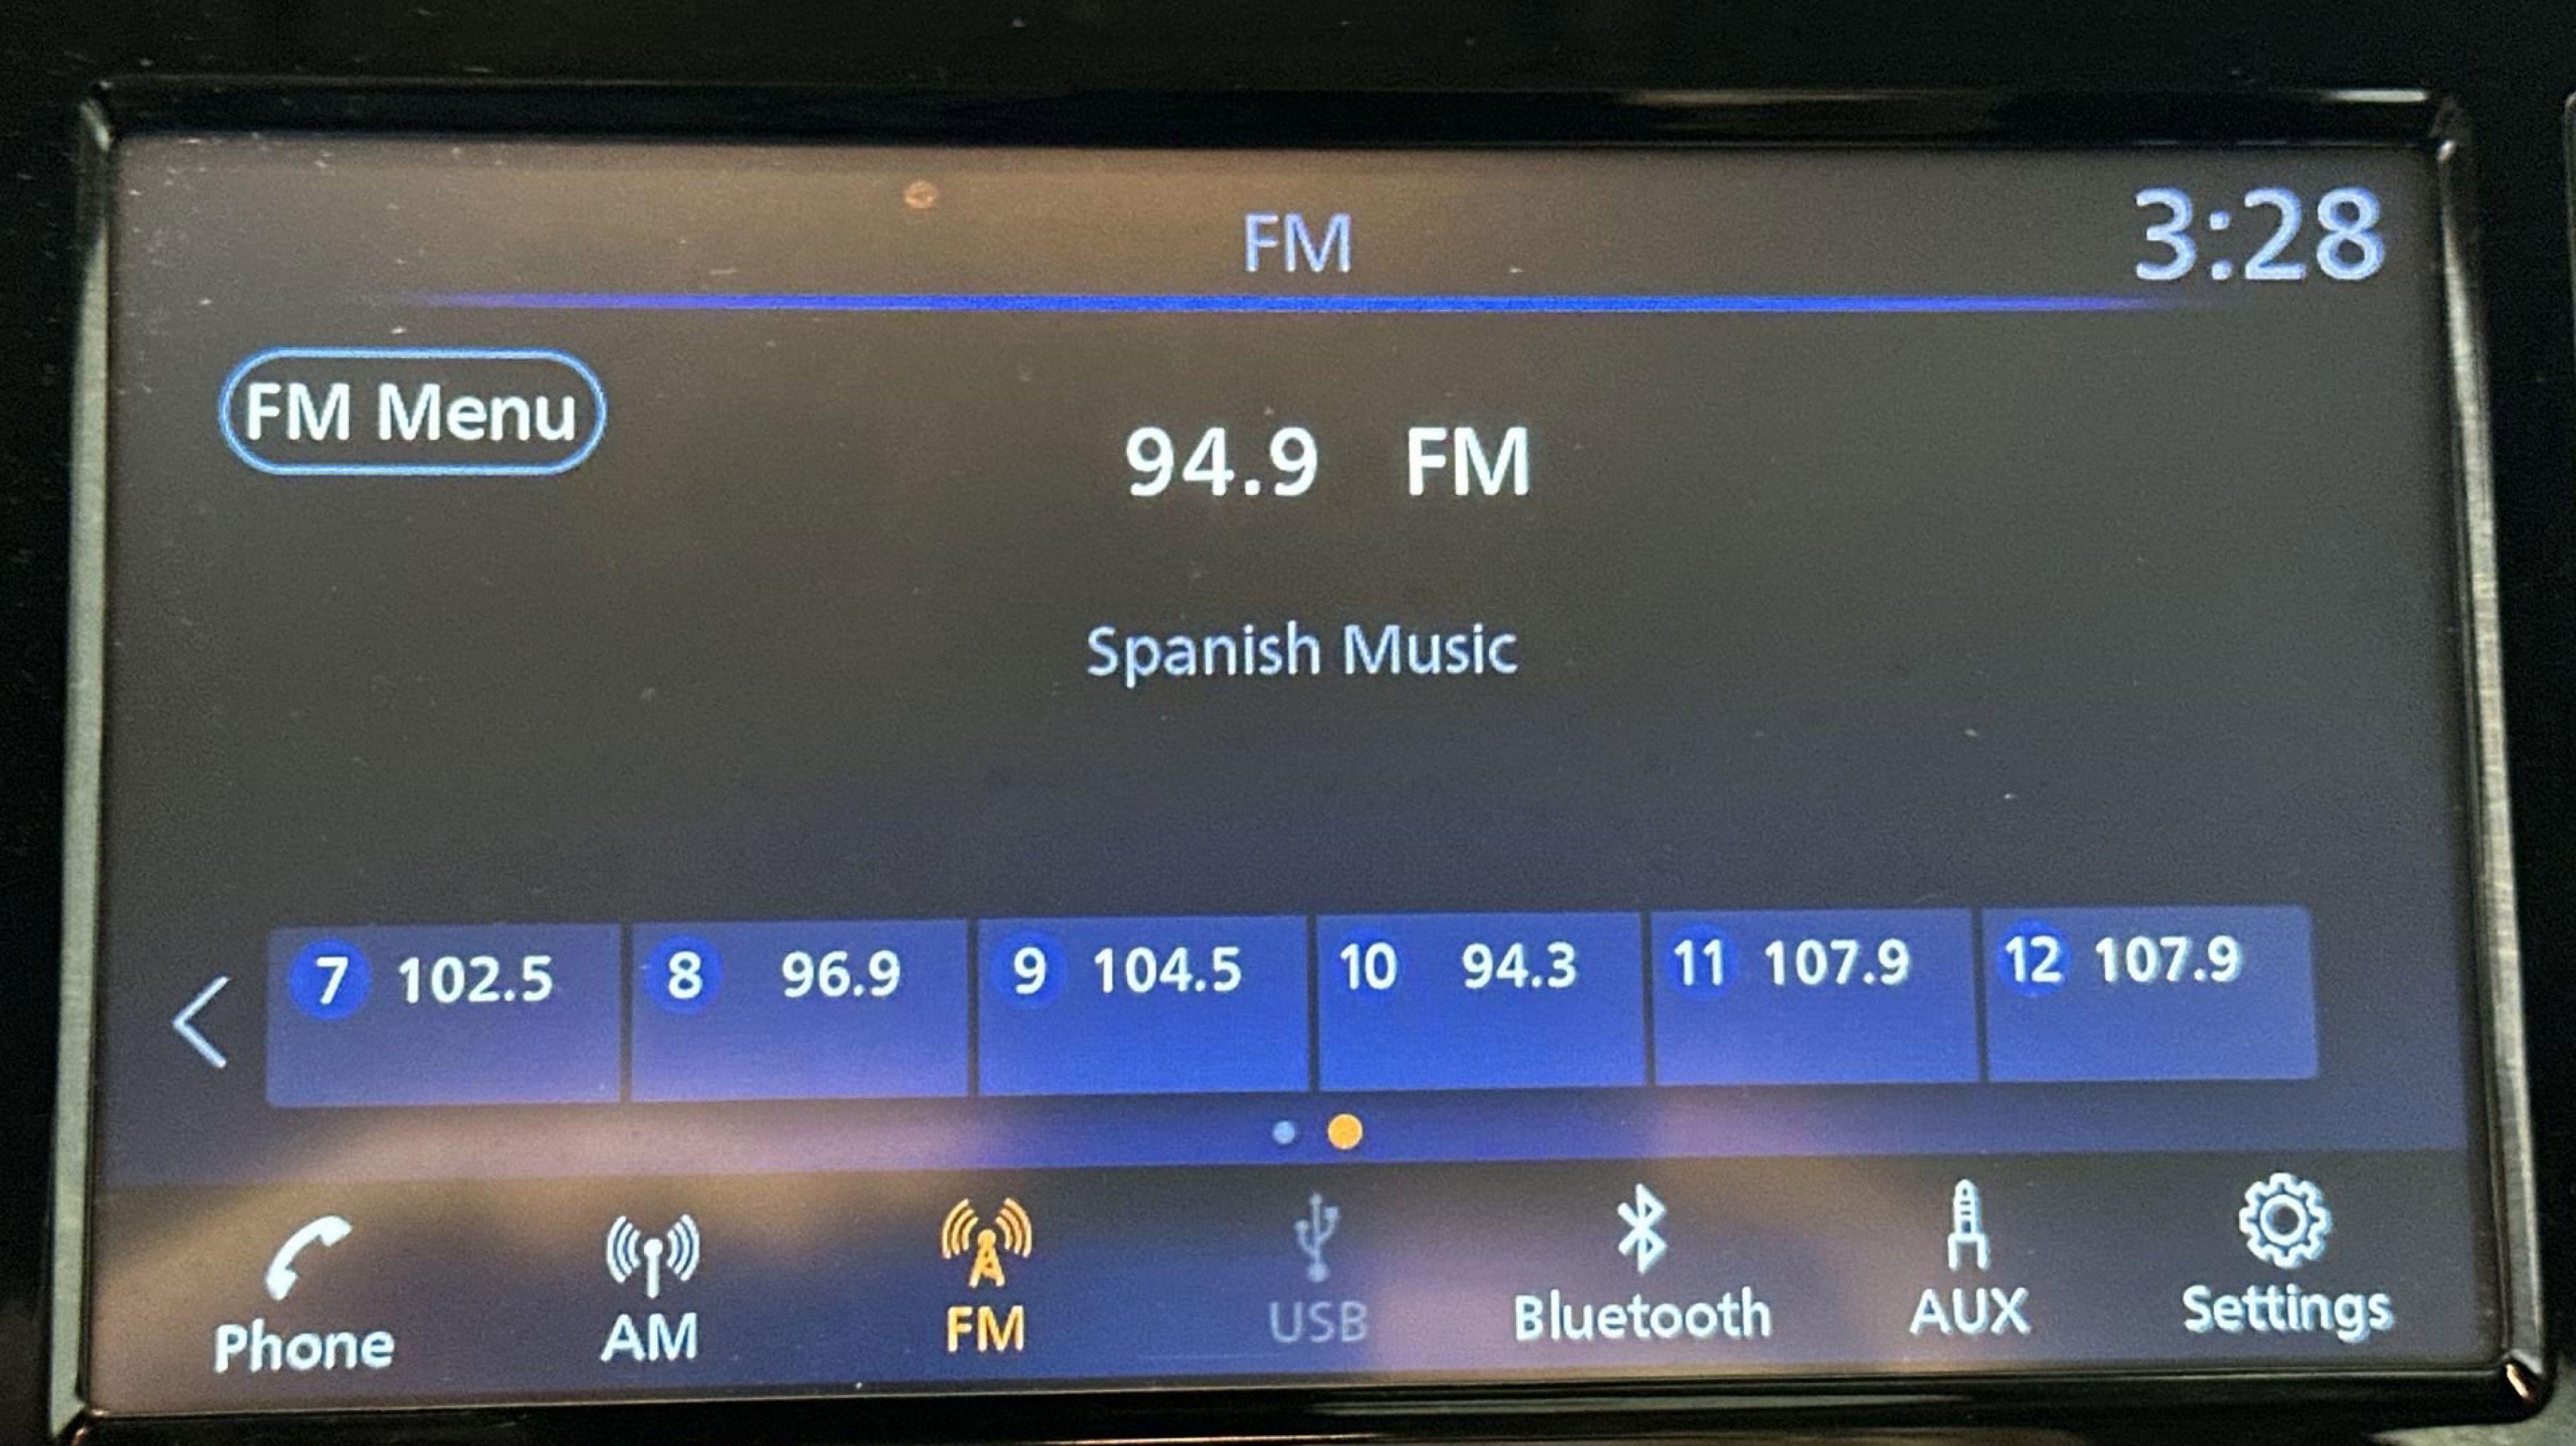 FM
3:28
FM Menu
94.9 FM
Spanish Music
7 102.5 8 96.9 9 104.5 10 94.3 11 107.9 12 107.9
Phone AM FM USB Bluetooth AUX Settings